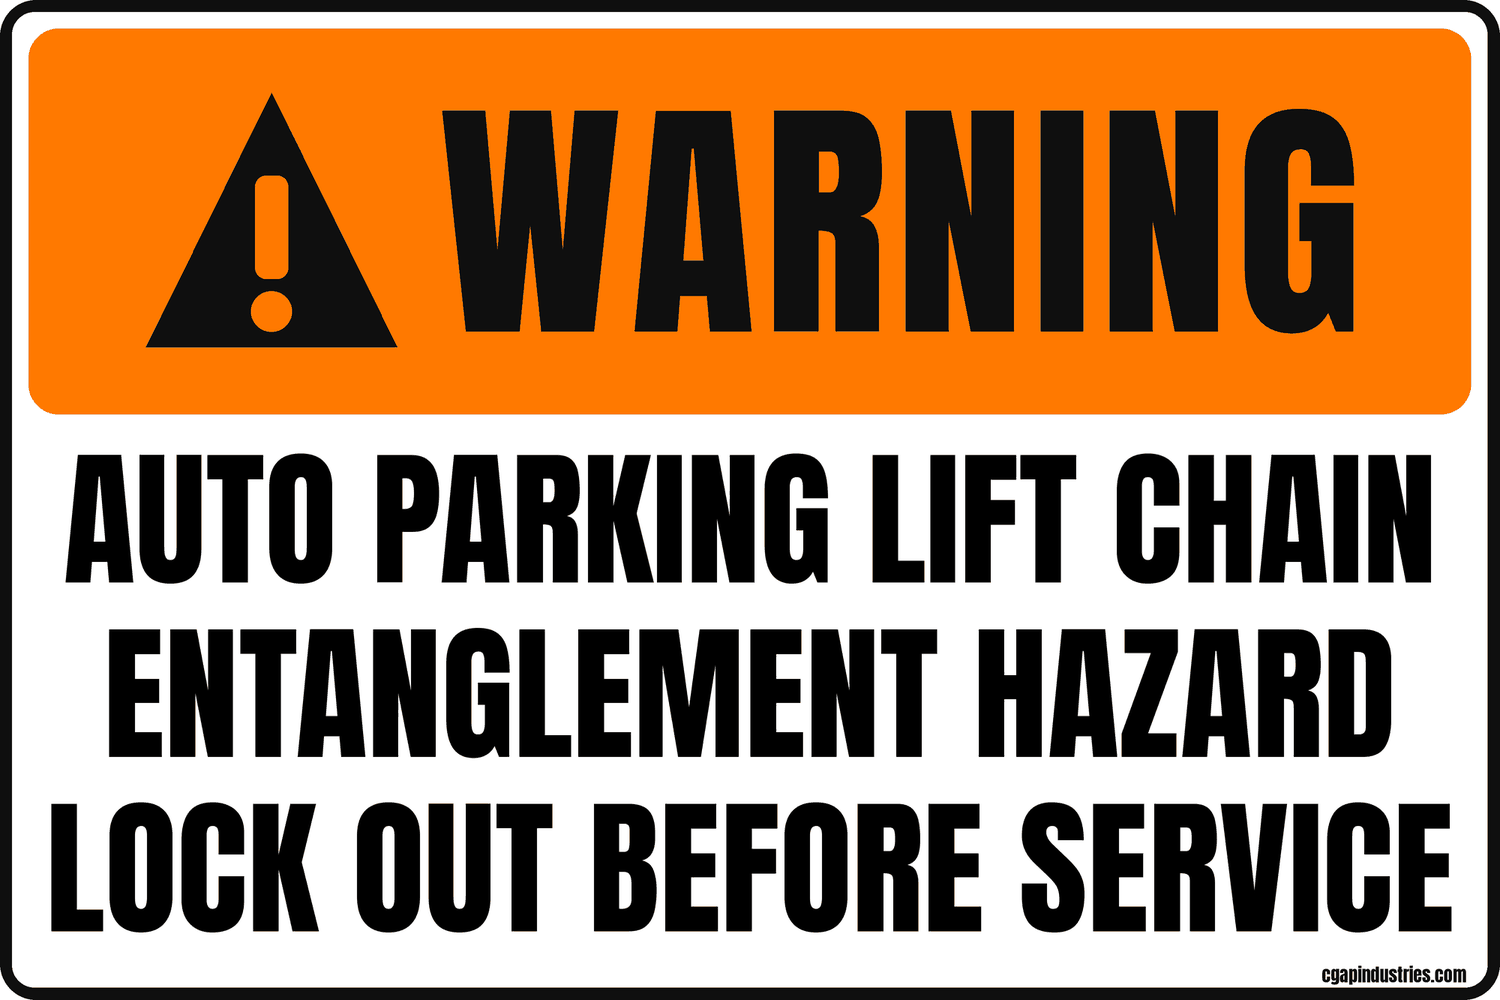 WARNING
AUTO PARKING LIFT CHAIN
ENTANGLEMENT HAZARD
LOCK OUT BEFORE SERVICE
cgapindustries.com